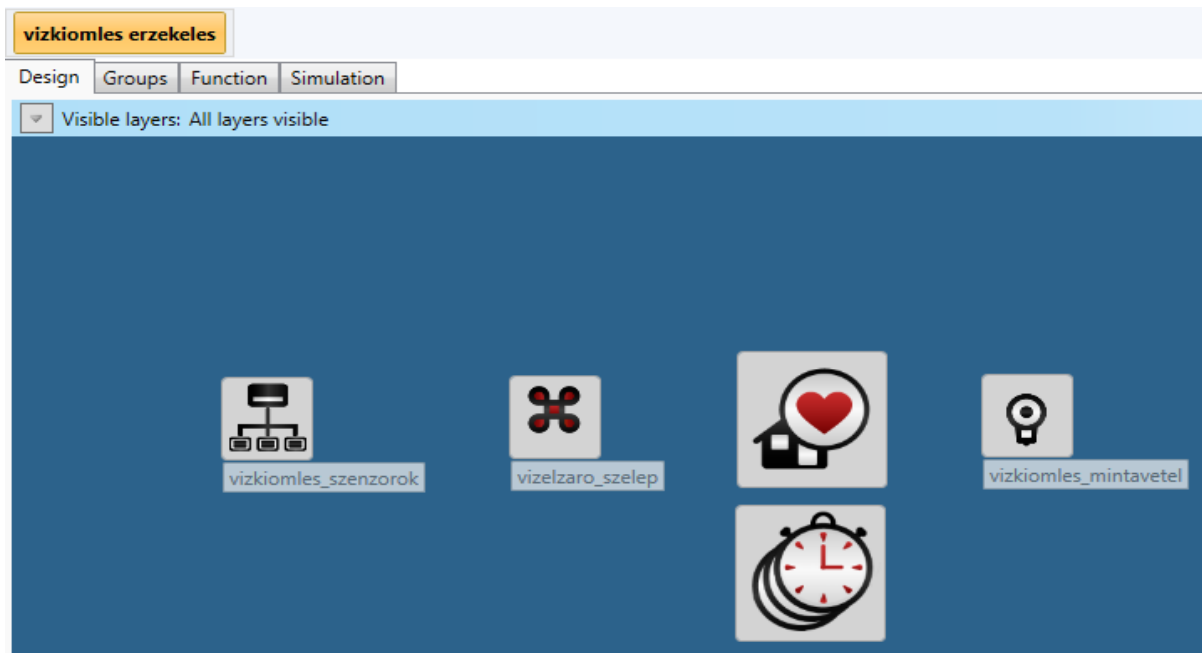 vizkiomles erzekeles
Design Groups Function Simulation
Visible layers: All layers visible
vizkiomles_szenzorok vizelzaro_szelep vizkiomles_mintavetel